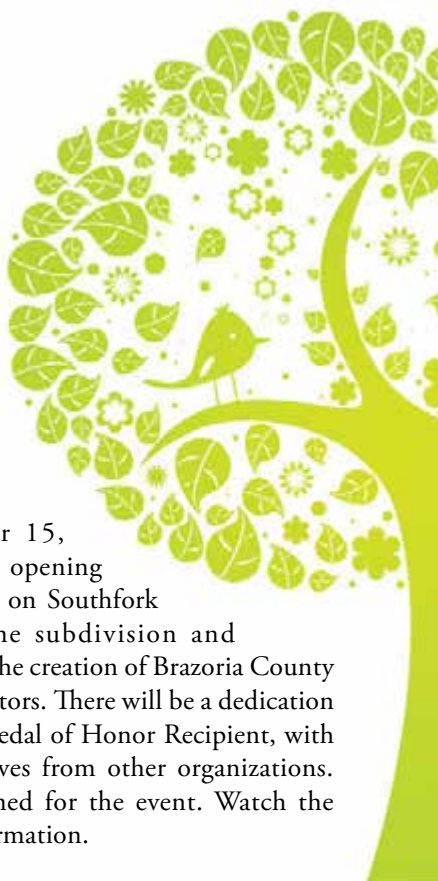 r 15,
opening
on Southfork
ne subdivision and
he creation of Brazoria County
tors. There will be a dedication
edal of Honor Recipient, with
ves from other organizations.
ned for the event. Watch the
rmation.